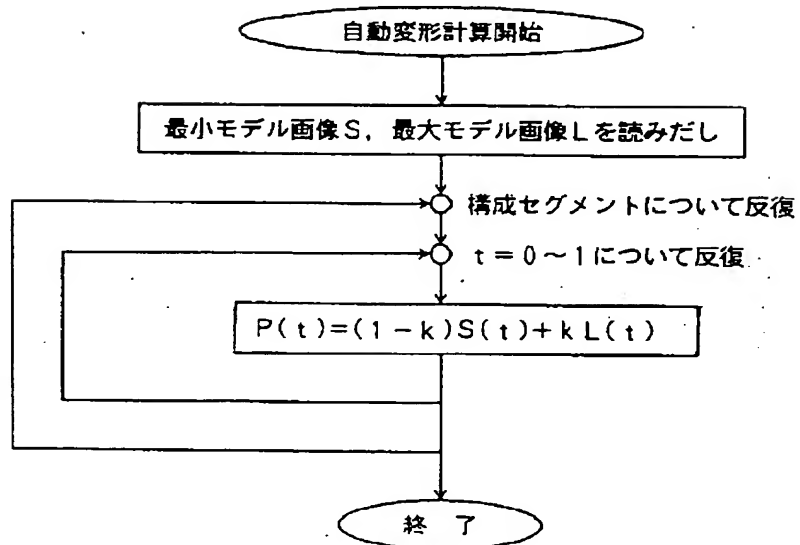 自動変形計算開始
最小モデル画像S, 最大モデル画像Lを読みだし
構成セグメントについて反復
t=0~1について反復
P(t)=(1-k)S(t)+kL(t)
終了